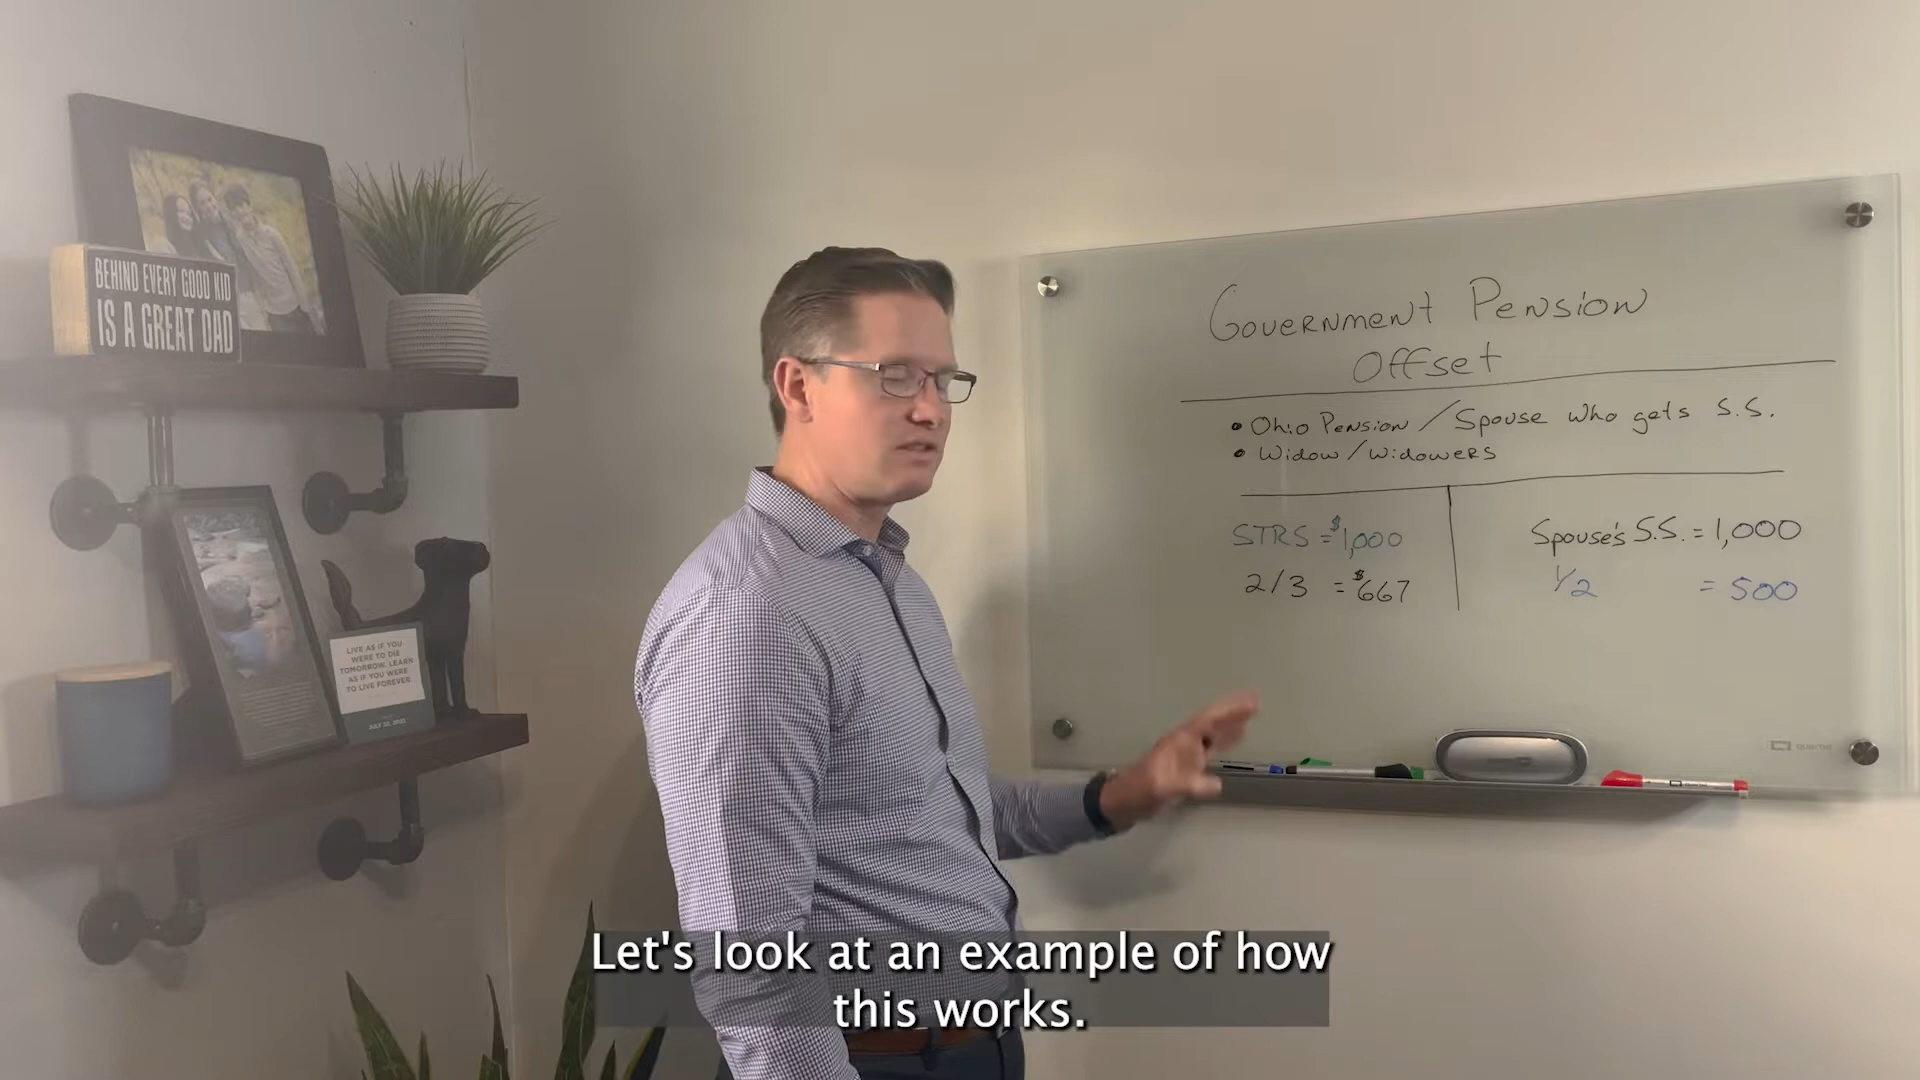 BEHIND EVERY GOOD KID
IS A GREAT DAD
LIVE AS IF YOU
WERE TO DIE
TOMORROW. LEARN
AS IF YOU WERE
TO LIVE FOREVER.
GOVERNMENT PENSION
OFFSET
• Ohio Pension / Spouse who gets S.S.
• Widow / Widowers
STRS = $1,000
2/3 = $667
Spouse's S.S. = 1,000
1/2 = 500
Let's look at an example of how
this works.